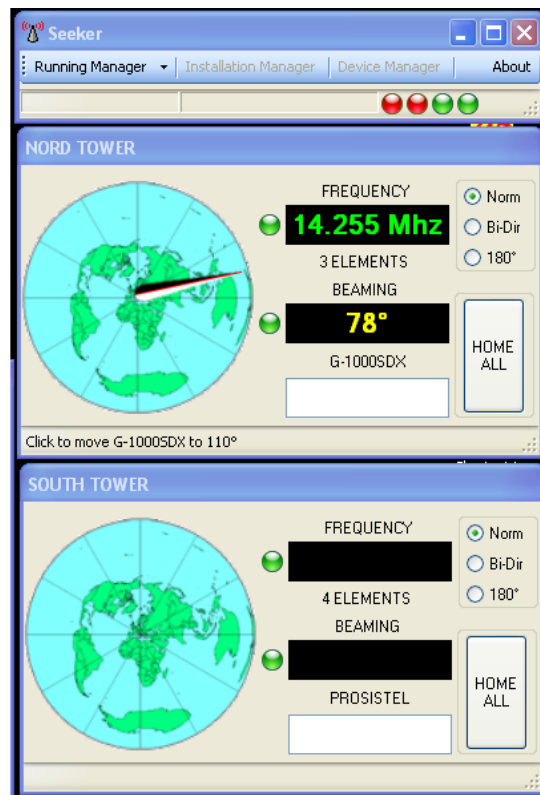 Seeker
Running Manager Installation Manager Device Manager About
NORD TOWER
FREQUENCY
Norm
14.255 Mhz
Bi-Dir
3 ELEMENTS
180°
BEAMING
78°
HOME
ALL
G-1000SDX
Click to move G-1000SDX to 110°
SOUTH TOWER
FREQUENCY
Norm
Bi-Dir
4 ELEMENTS
180°
BEAMING
HOME
ALL
PROSISTEL